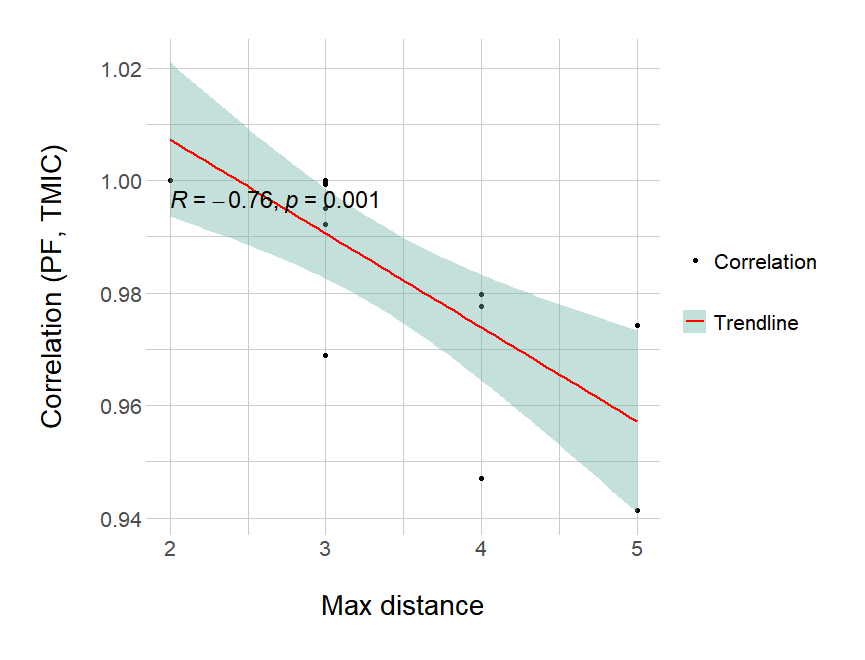 1.02
1.00
0.98
0.96
0.94
Correlation (PF, TMIC)
R = −0.76, p = 0.001
2 3 4 5
Max distance
Correlation
Trendline